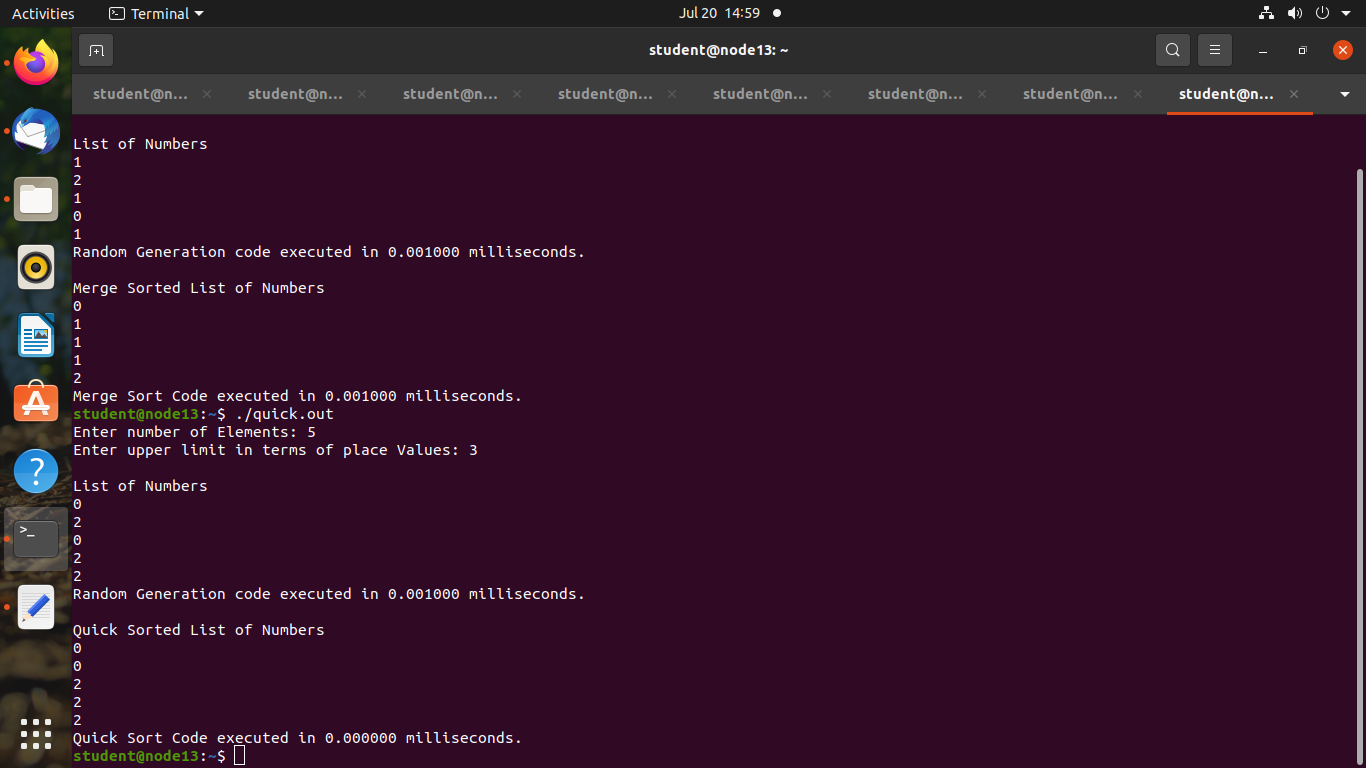 Activities
Terminal
Jul 20 14:59
student@node13: ~
student@n...
student@n...
student@n...
student@n...
student@n...
student@n...
student@n...
student@n...
List of Numbers
1
2
1
0
1
Random Generation code executed in 0.001000 milliseconds.
Merge Sorted List of Numbers
0
1
1
1
2
Merge Sort Code executed in 0.001000 milliseconds.
student@node13:~$ ./quick.out
Enter number of Elements: 5
Enter upper limit in terms of place Values: 3
List of Numbers
0
2
0
2
2
Random Generation code executed in 0.001000 milliseconds.
Quick Sorted List of Numbers
0
0
2
2
2
Quick Sort Code executed in 0.000000 milliseconds.
student@node13:~$